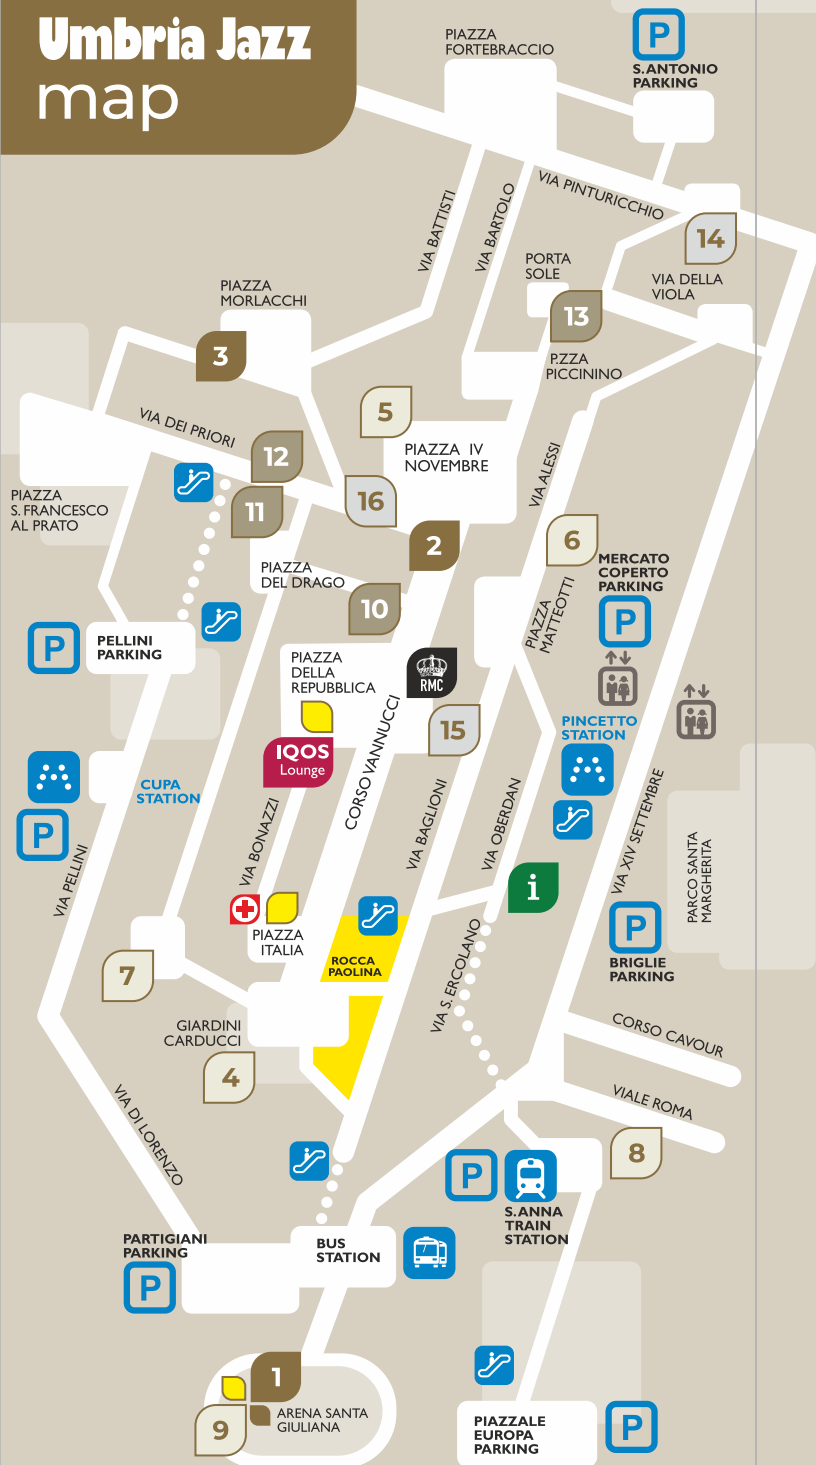 Umbria Jazz
map
PIAZZA
FORTEBRACCIO
P
S.ANTONIO
PARKING
VIA PINTURICCHIO
VIA BATTISTI
VIA BARTOLO
14
PORTA
SOLE
VIA DELLA
VIOLA
PIAZZA
MORLACCHI
13
3
P.ZZA
PICCININO
5
VIA DEI PRIORI
12
PIAZZA IV
NOVEMBRE
VIA ALESSI
PIAZZA
S. FRANCESCO
AL PRATO
11
16
2
6
MERCATO
COPERTO
PARKING
P
PIAZZA
DEL DRAGO
10
PIAZZA
MATTEOTTI
P
PELLINI
PARKING
PIAZZA
DELLA
REPUBBLICA
RMC
15
PINCETTO
STATION
IQOS
Lounge
CORSO VANNUCCI
CUPA
STATION
P
VIA PELLINI
VIA BONAZZI
VIA BAGLIONI
VIA OBERDAN
VIA XIV SETTEMBRE
PARCO SANTA
MARGHERITA
i
P
BRIGLIE
PARKING
PIAZZA
ITALIA
ROCCA
PAOLINA
VIA S. ERCOLANO
7
GIARDINI
CARDUCCI
4
CORSO CAVOUR
VIALE ROMA
VIA DI LORENZO
8
P
S.ANNA
TRAIN
STATION
PARTIGIANI
PARKING
P
BUS
STATION
1
ARENA SANTA
GIULIANA
9
PIAZZALE
EUROPA
PARKING
P